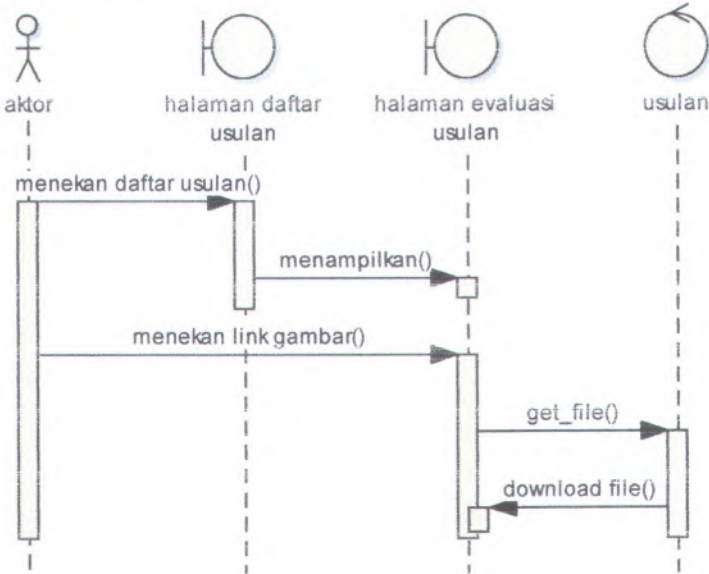 aktor
halaman daftar
usulan
halaman evaluasi
usulan
usulan
menekan daftar usulan()
menampilkan()
menekan link gambar()
get_file()
download file()